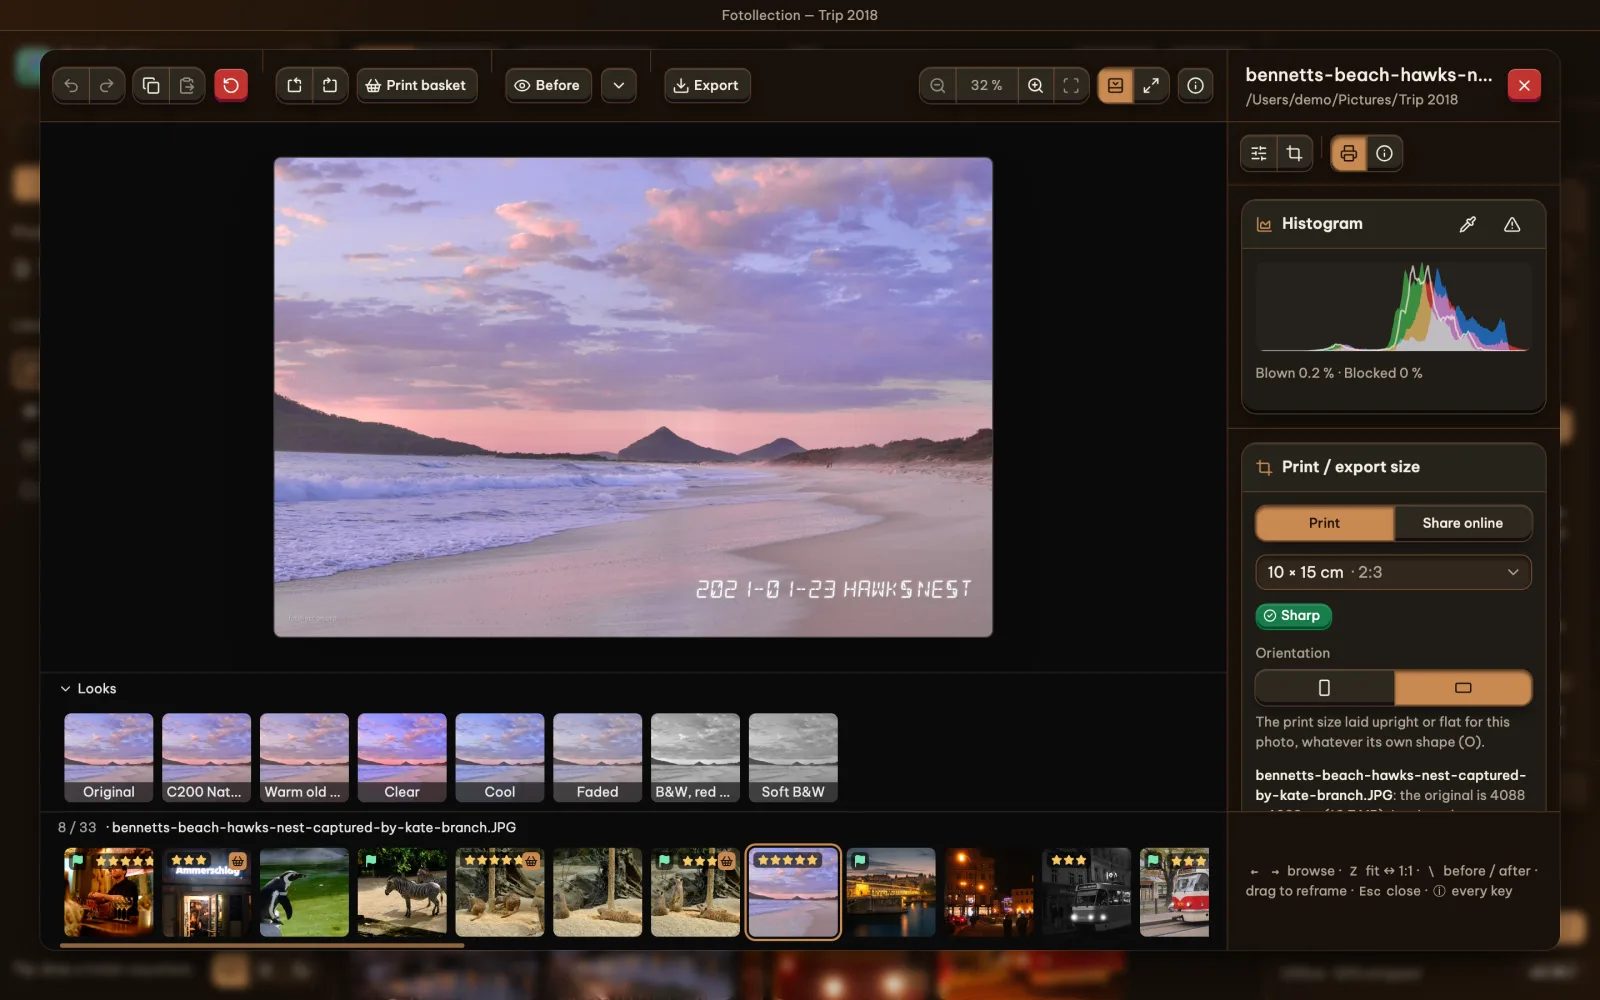 Fotollection — Trip 2018
Print basket
Before
Export
32 %
bennetts-beach-hawks-n...
/Users/demo/Pictures/Trip 2018
Histogram
Blown 0.2 % · Blocked 0 %
Print / export size
Print
Share online
10 × 15 cm · 2:3
Sharp
Orientation
The print size laid upright or flat for this
photo, whatever its own shape (O).
bennetts-beach-hawks-nest-captured-
by-kate-branch.JPG: the original is 4088
2021-01-23 HAWKS NEST
Looks
Original
C200 Nat...
Warm old ...
Clear
Cool
Faded
B&W, red ...
Soft B&W
8 / 33 · bennetts-beach-hawks-nest-captured-by-kate-branch.JPG
Ammerschlag
← → browse · Z fit ↔ 1:1 · \ before / after ·
drag to reframe · Esc close · ⓘ every key